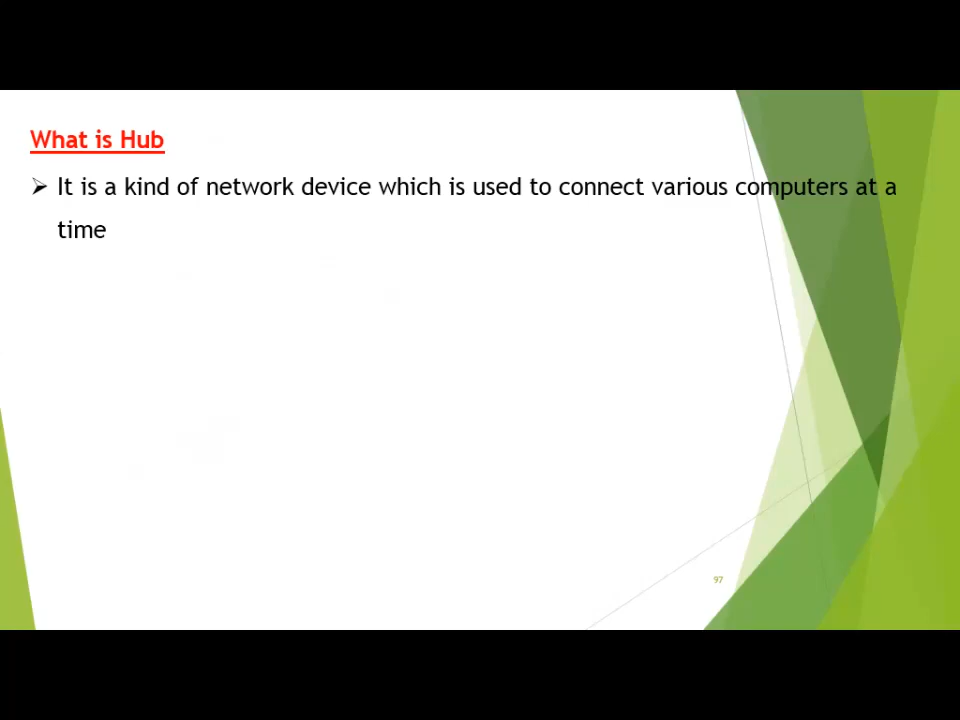 What is Hub
➢ It is a kind of network device which is used to connect various computers at a
time
97